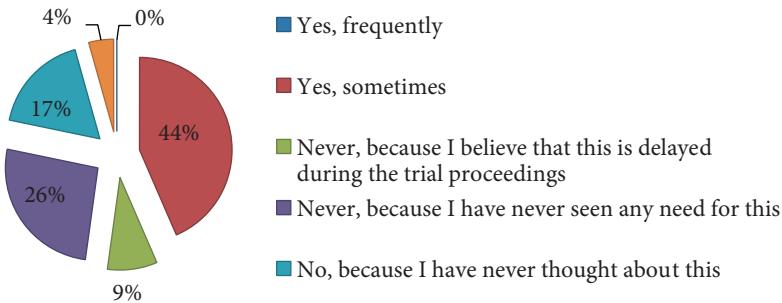 4%
0%
17%
44%
26%
9%
Yes, frequently
Yes, sometimes
Never, because I believe that this is delayed
during the trial proceedings
Never, because I have never seen any need for this
No, because I have never thought about this